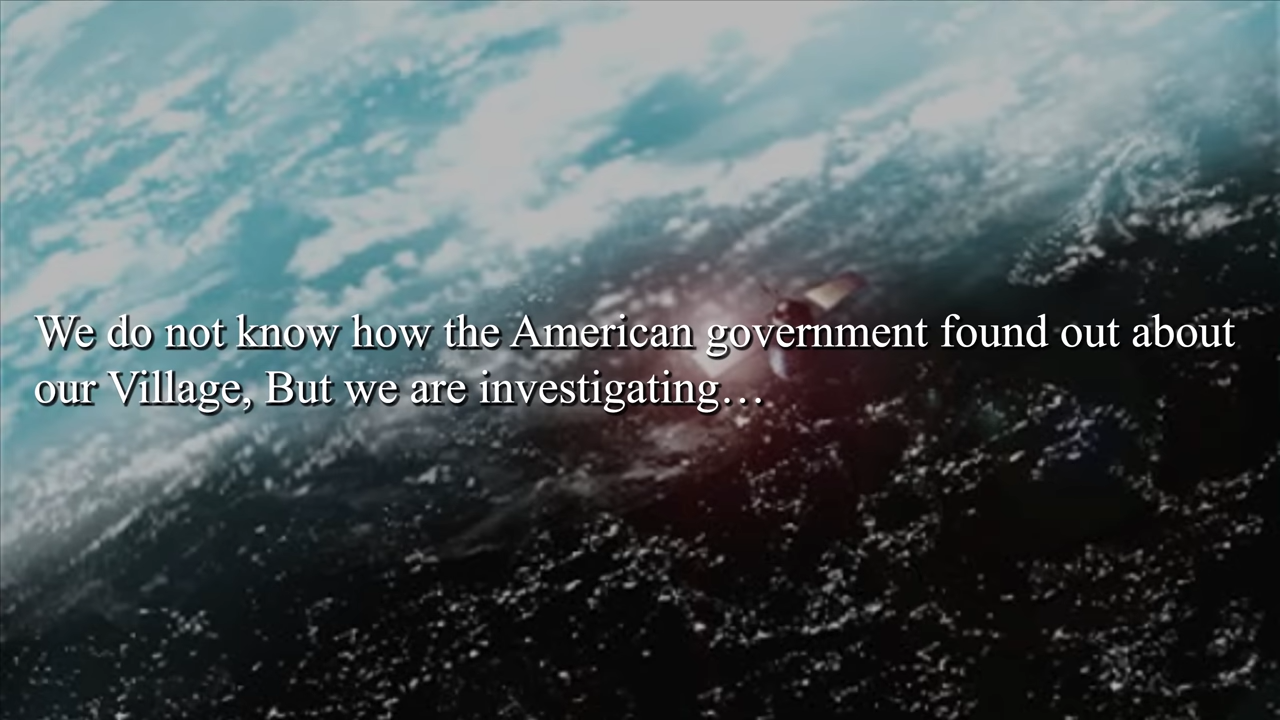 We do not know how the American government found out about
our Village, But we are investigating…